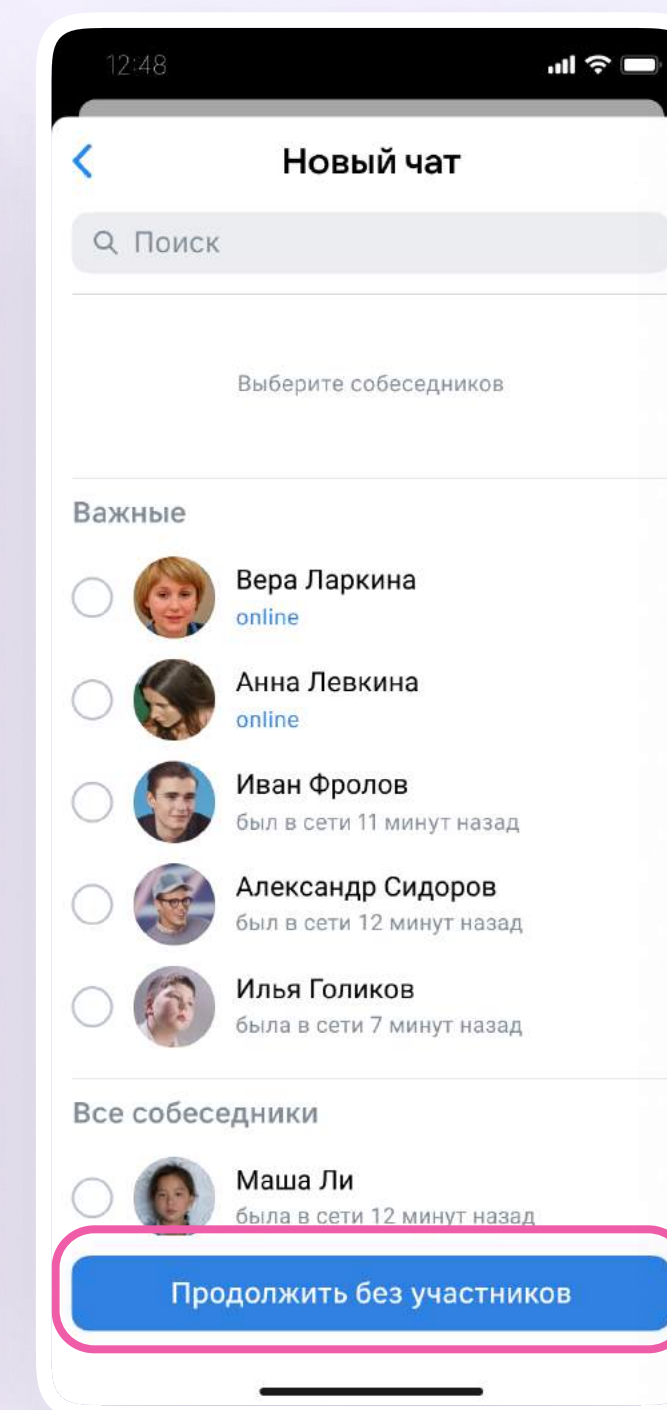 12:48
Новый чат
Поиск
Выберите собеседников
Важные
Вера Ларкина
online
Анна Левкина
online
Иван Фролов
был в сети 11 минут назад
Александр Сидоров
был в сети 12 минут назад
Илья Голиков
была в сети 7 минут назад
Все собеседники
Маша Ли
была в сети 12 минут назад
Продолжить без участников